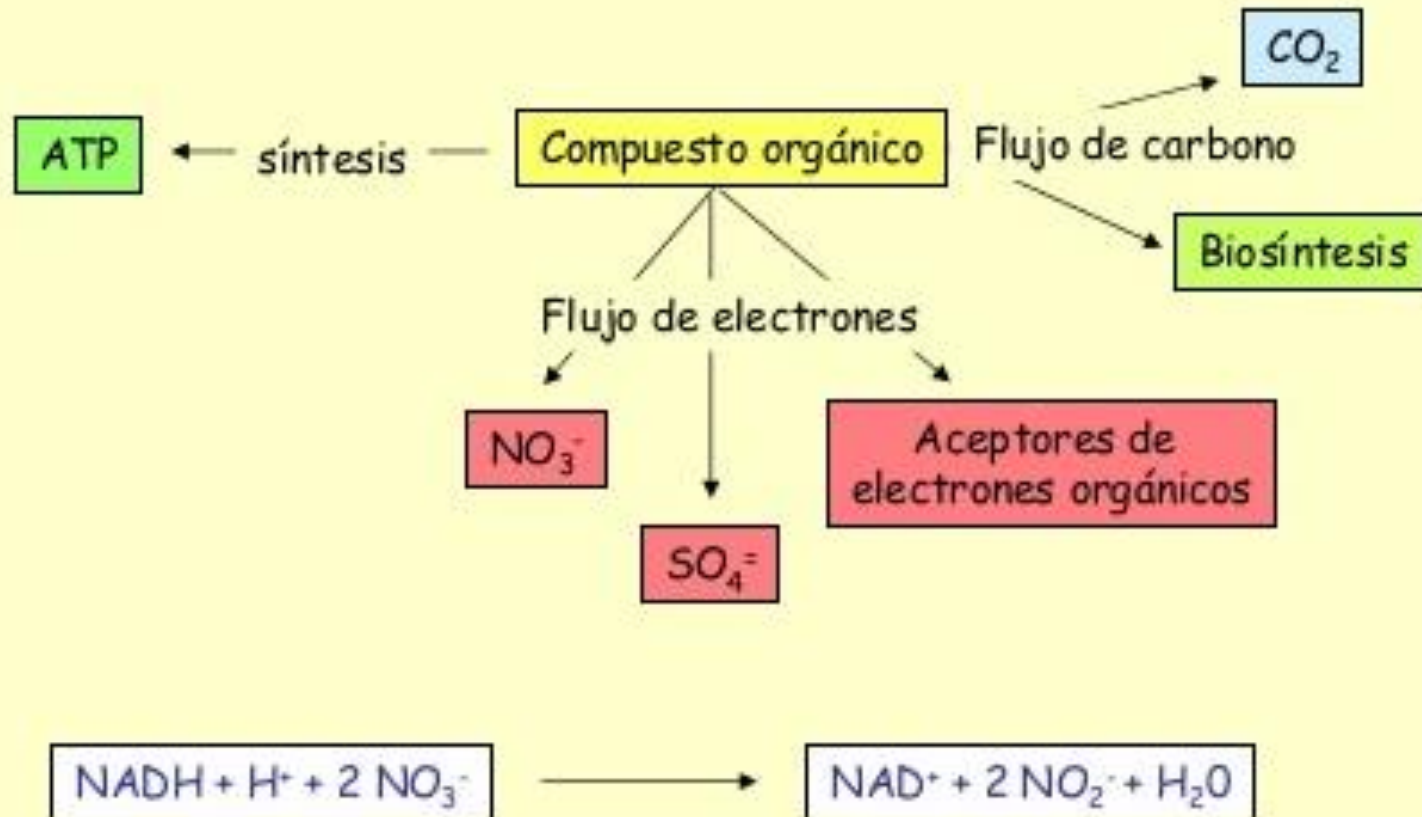 CO₂
ATP
síntesis
Compuesto orgánico
Flujo de carbono
Biosíntesis
Flujo de electrones
NO₃⁻
Aceptores de
electrones orgánicos
SO₄⁼
NADH + H⁺ + 2 NO₃⁻
NAD⁺ + 2 NO₂⁻ + H₂0